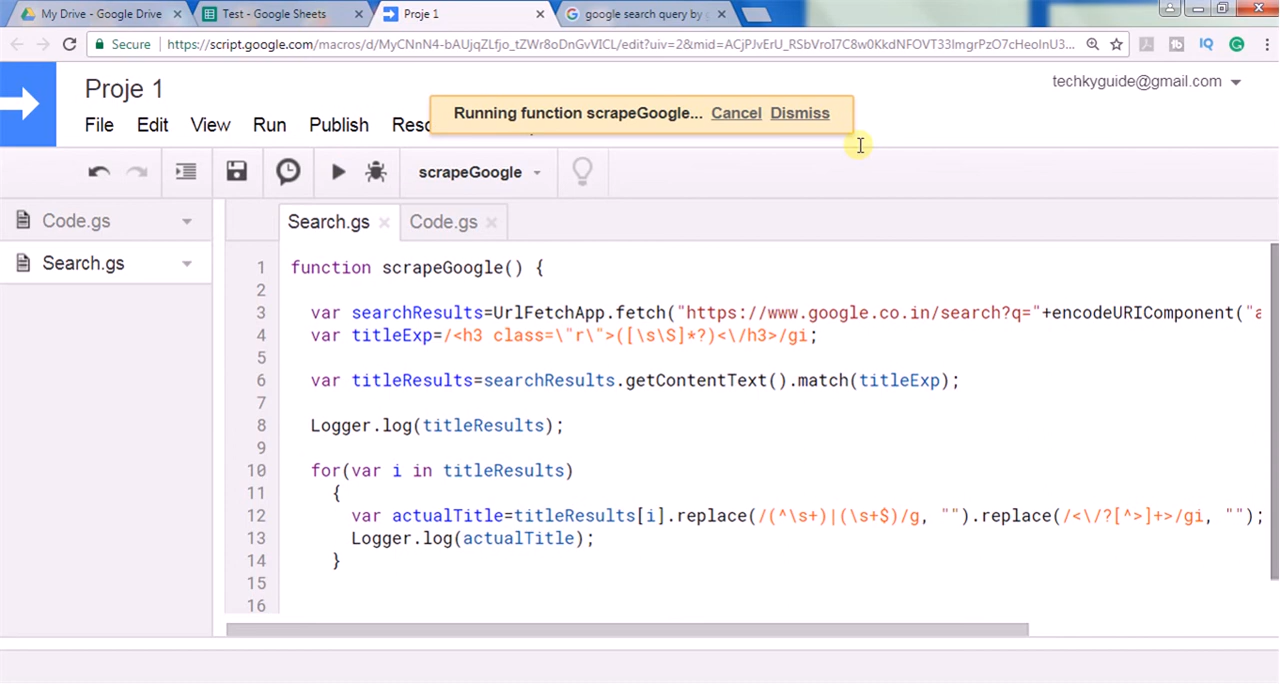 My Drive - Google Drive
Test - Google Sheets
Proje 1
google search query by
Secure
https://script.google.com/macros/d/MyCNnN4-bAUjqZLfjo_tZWr8oDnGvVICL/edit?uiv=2&mid=ACjPJvErU_RSbVroI7C8w0KkdNFOVT33ImgrPzO7cHeoInU3...
Proje 1
techkyguide@gmail.com
Running function scrapeGoogle... Cancel Dismiss
File Edit View Run Publish Resc
scrapeGoogle
Code.gs
Search.gs
Search.gs
Code.gs
1 function scrapeGoogle() {
2
3 var searchResults=UrlFetchApp.fetch("https://www.google.co.in/search?q="+encodeURIComponent("a
4 var titleExp=/<h3 class=\"r\">([\s\S]*?)<\/h3>/gi;
5
6 var titleResults=searchResults.getContentText().match(titleExp);
7
8 Logger.log(titleResults);
9
10 for(var i in titleResults)
11 {
12 var actualTitle=titleResults[i].replace(/(^\s+)|(\s+$)/g, "").replace(/<\/?[^>]+>/gi, "");
13 Logger.log(actualTitle);
14 }
15
16